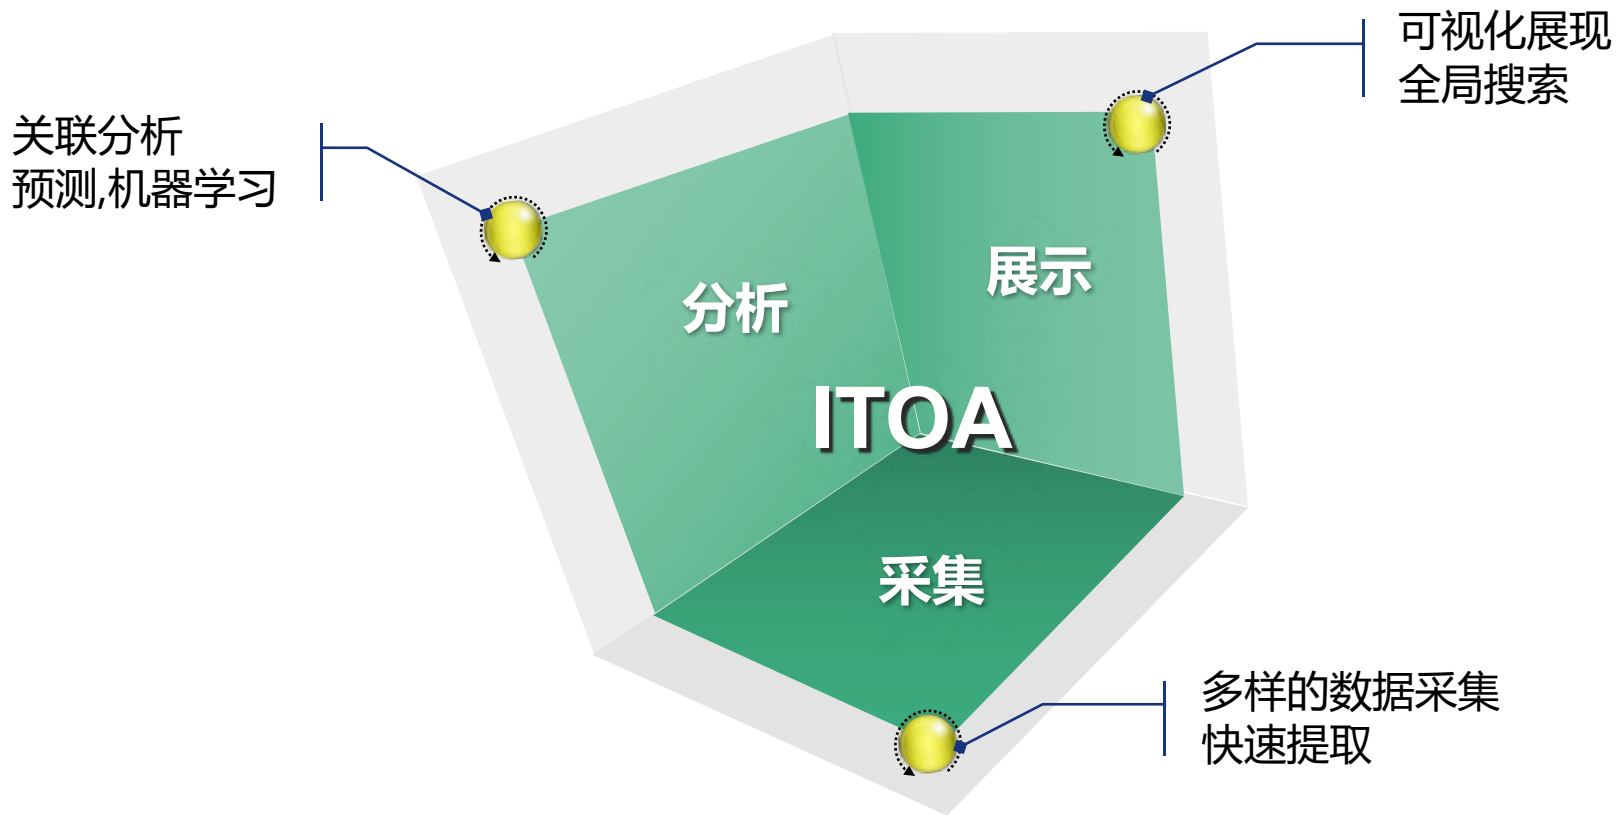 可视化展现
全局搜索
关联分析
预测,机器学习
展示
分析
ITOA
采集
多样的数据采集
快速提取